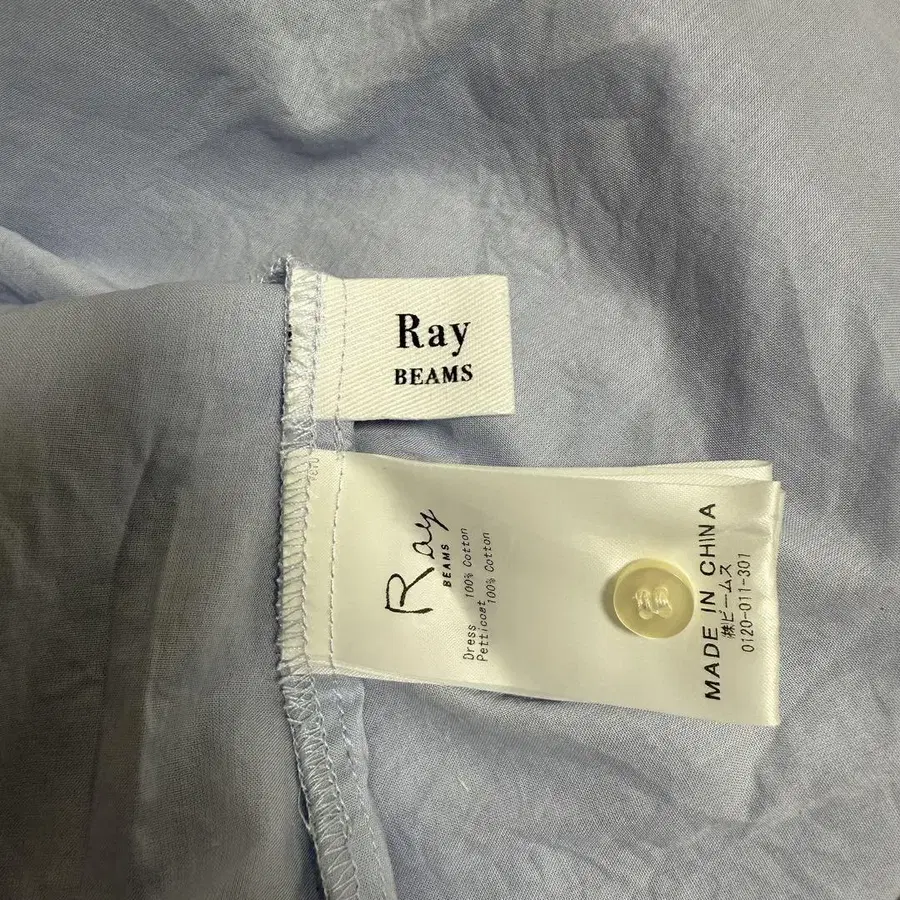 Ray
BEAMS
Ray
BEAMS
Dress 100% Cotton
Petticoat 100% Cotton
MADE IN CHINA
㈱ビームス
0120-011-301